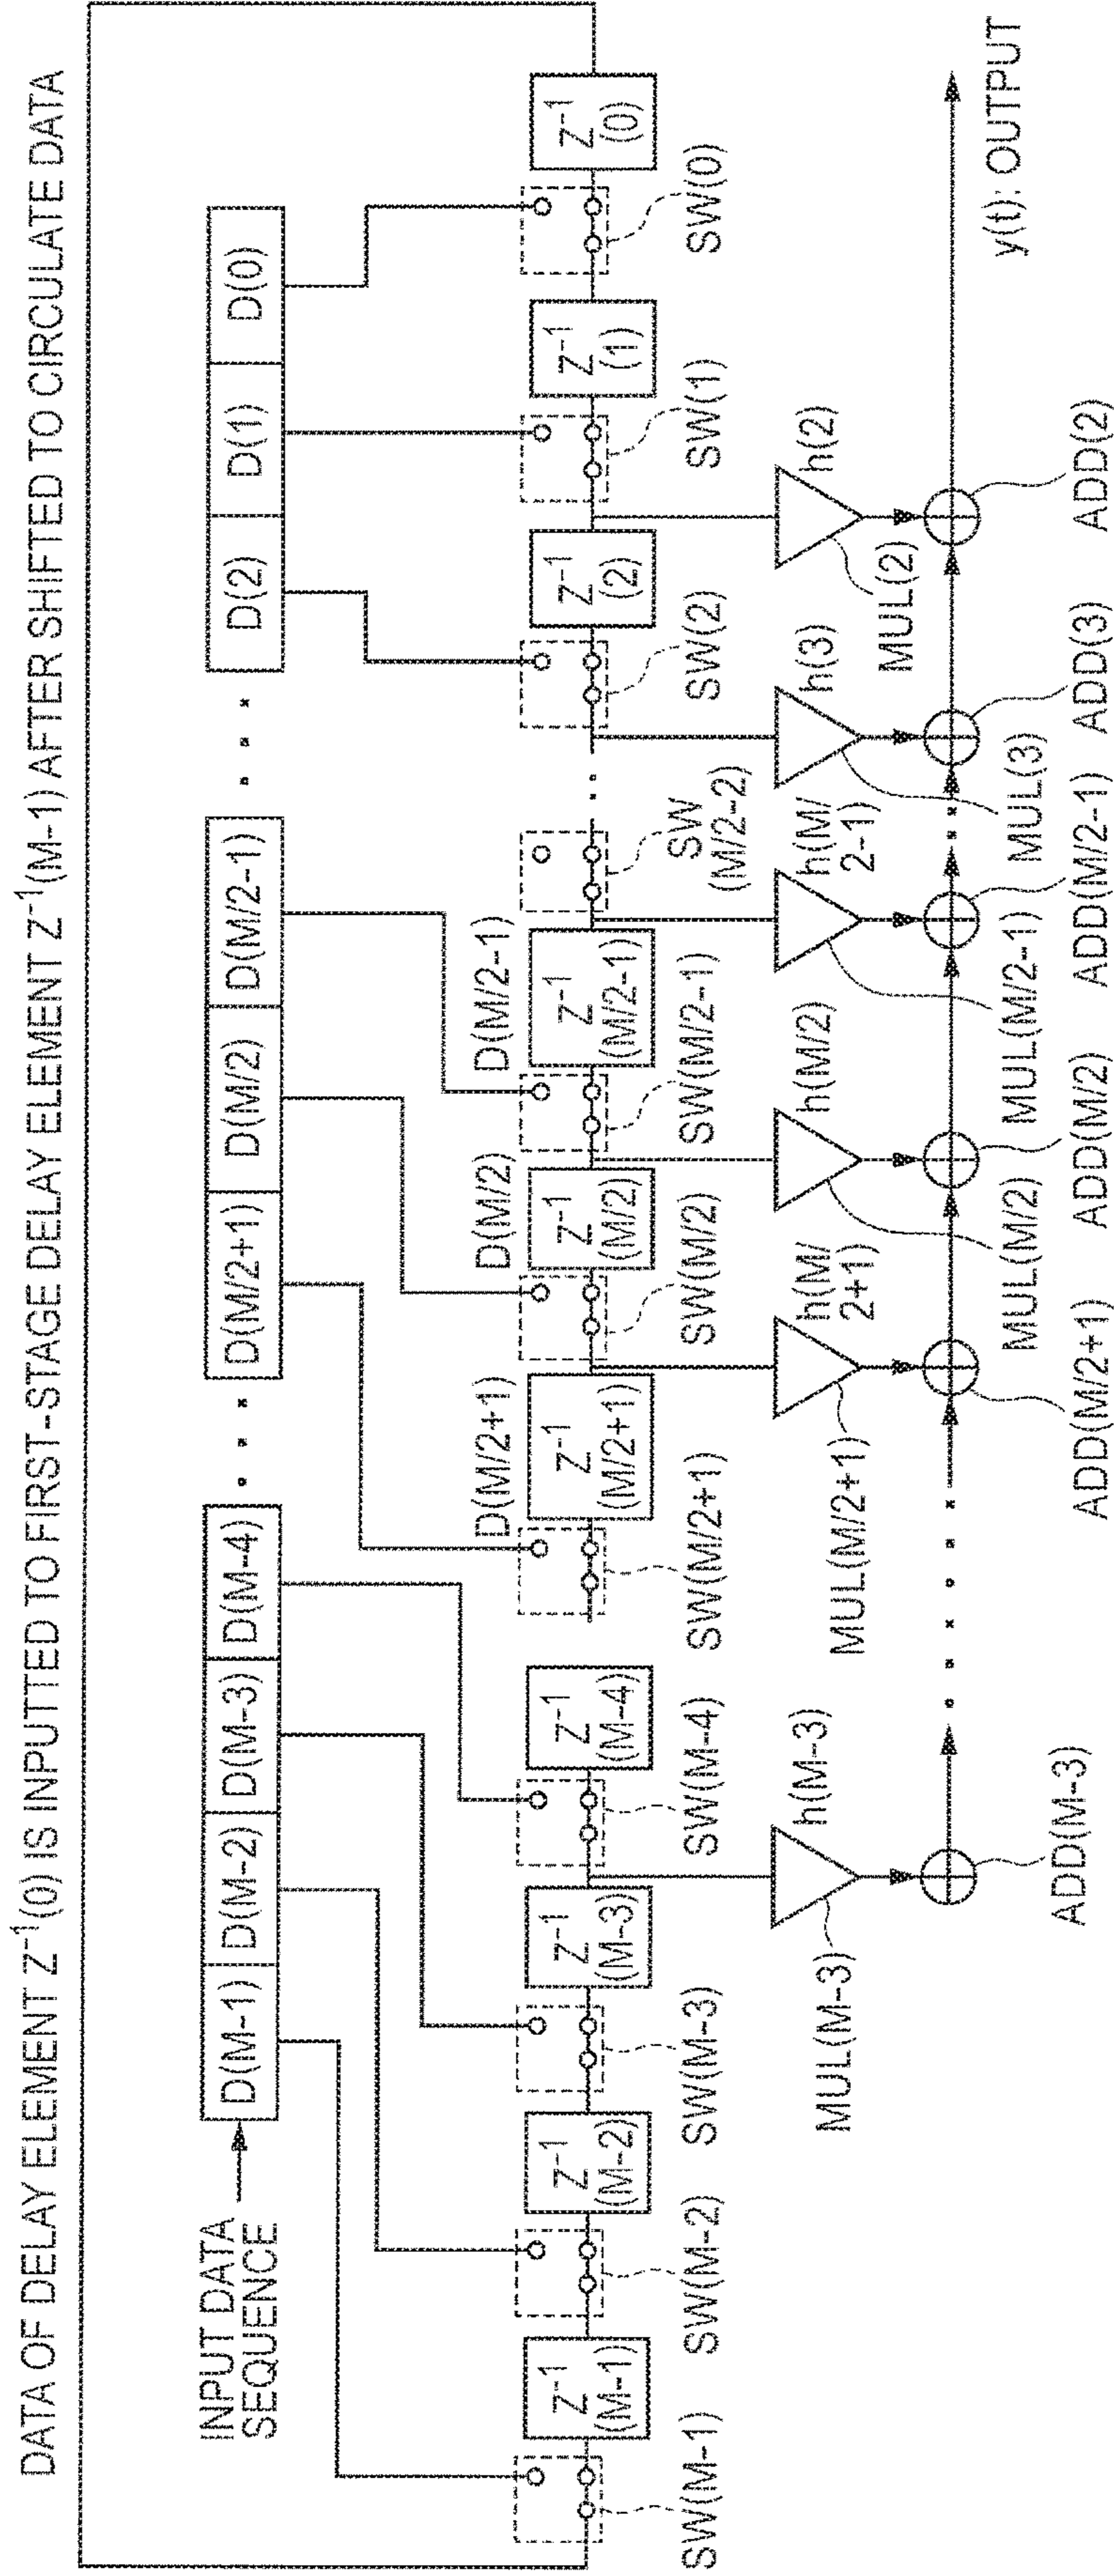 DATA OF DELAY ELEMENT Z⁻¹(0) IS INPUTTED TO FIRST-STAGE DELAY ELEMENT Z⁻¹(M-1) AFTER SHIFTED TO CIRCULATE DATA
INPUT DATA
SEQUENCE
D(M-1) D(M-2) D(M-3) D(M-4) D(M/2+1) D(M/2) D(M/2-1) D(2) D(1) D(0)
D(M/2+1) D(M/2) D(M/2-1)
Z⁻¹
(M-1)
Z⁻¹
(M-2)
Z⁻¹
(M-3)
Z⁻¹
(M-4)
Z⁻¹
(M/2+1)
Z⁻¹
(M/2)
Z⁻¹
(M/2-1)
Z⁻¹
(2)
Z⁻¹
(1)
Z⁻¹
(0)
SW(M-1) SW(M-2) SW(M-3) SW(M-4) SW(M/2+1) SW(M/2) SW(M/2-1)
SW
(M/2-2)
SW(2) SW(1) SW(0)
h(M-3)
h(M/
2+1)
h(M/2)
h(M/
2-1)
h(3)
h(2)
MUL(M-3) MUL(M/2+1) MUL(M/2) MUL(M/2-1) MUL(3) MUL(2)
y(t): OUTPUT
ADD(M-3) ADD(M/2+1) ADD(M/2) ADD(M/2-1) ADD(3) ADD(2)